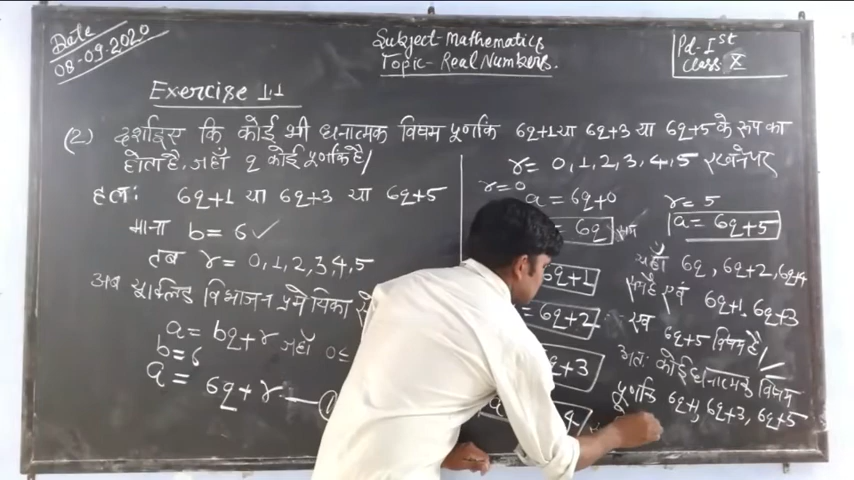 Date
08-09-2020
Subject-Mathematics
Topic-Real Numbers.
Pd-Ist
Class X
Exercise 1.1
(2) दर्शाइए कि कोई भी धनात्मक विषम पूर्णांक 6q+1 या 6q+3 या 6q+5 के रूप का
होता है, जहाँ q कोई पूर्णांक है/
हल: 6q+1 या 6q+3 या 6q+5
माना b = 6 ✓
तब r = 0,1,2,3,4,5
अब यूक्लिड विभाजन प्रमेयिका से
a = bq+r जहाँ 0≤
b = 6
a = 6q+r
r = 0,1,2,3,4,5 रखने पर
r=0
a = 6q+0
= 6q सम
6q+1
= 6q+2
q+3
r = 5
a = 6q+5
यहाँ 6q, 6q+2, 6q+4
सम है एवं 6q+1, 6q+3
एवं 6q+5 विषम है/
अतः कोई धनात्मक विषम
पूर्णांक 6q+1, 6q+3, 6q+5